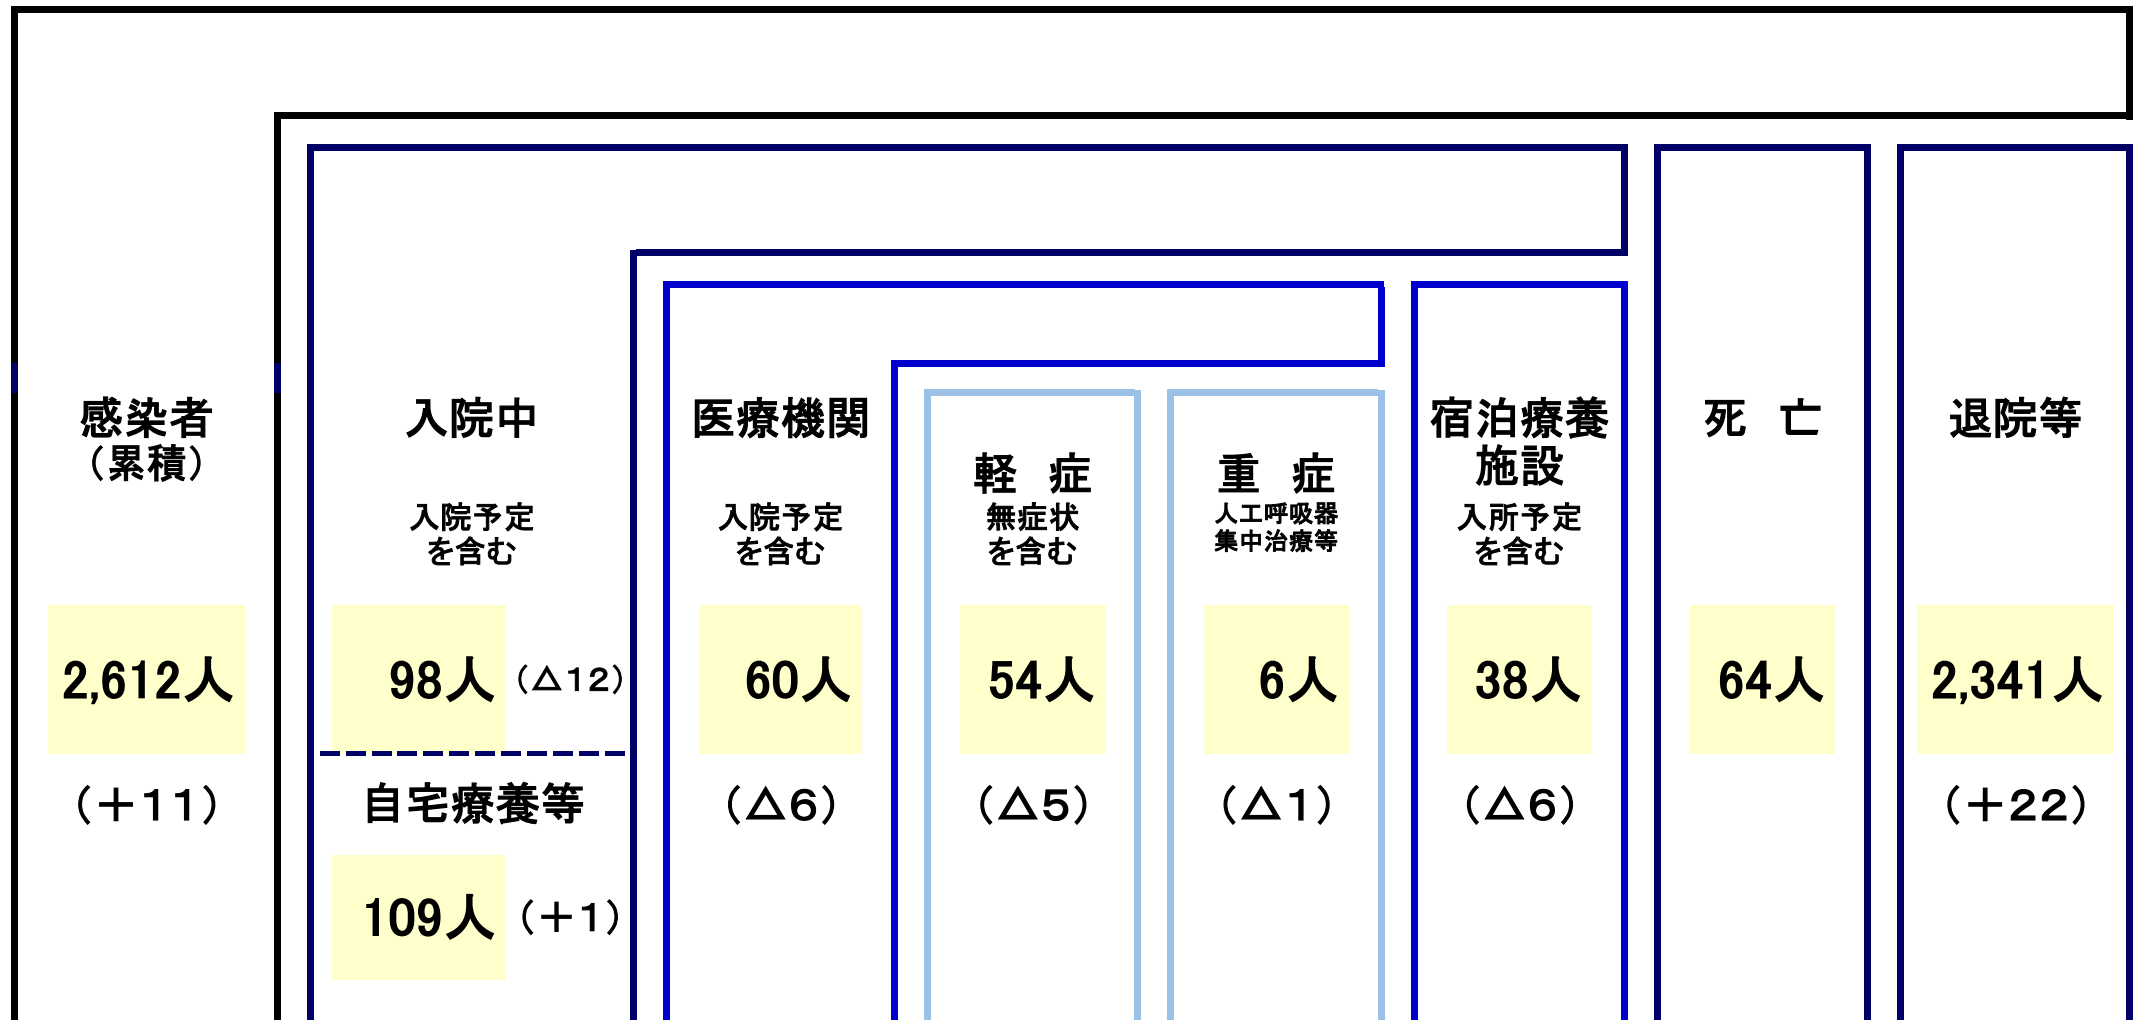 感染者
（累積）
2,612人
（＋１１）
入院中
入院予定
を含む
98人（△１２）
自宅療養等
109人（＋１）
医療機関
入院予定
を含む
60人
（△６）
軽　症
無症状
を含む
54人
（△５）
重　症
人工呼吸器
集中治療等
6人
（△１）
宿泊療養
施設
入所予定
を含む
38人
（△６）
死　亡
64人
退院等
2,341人
（＋２２）